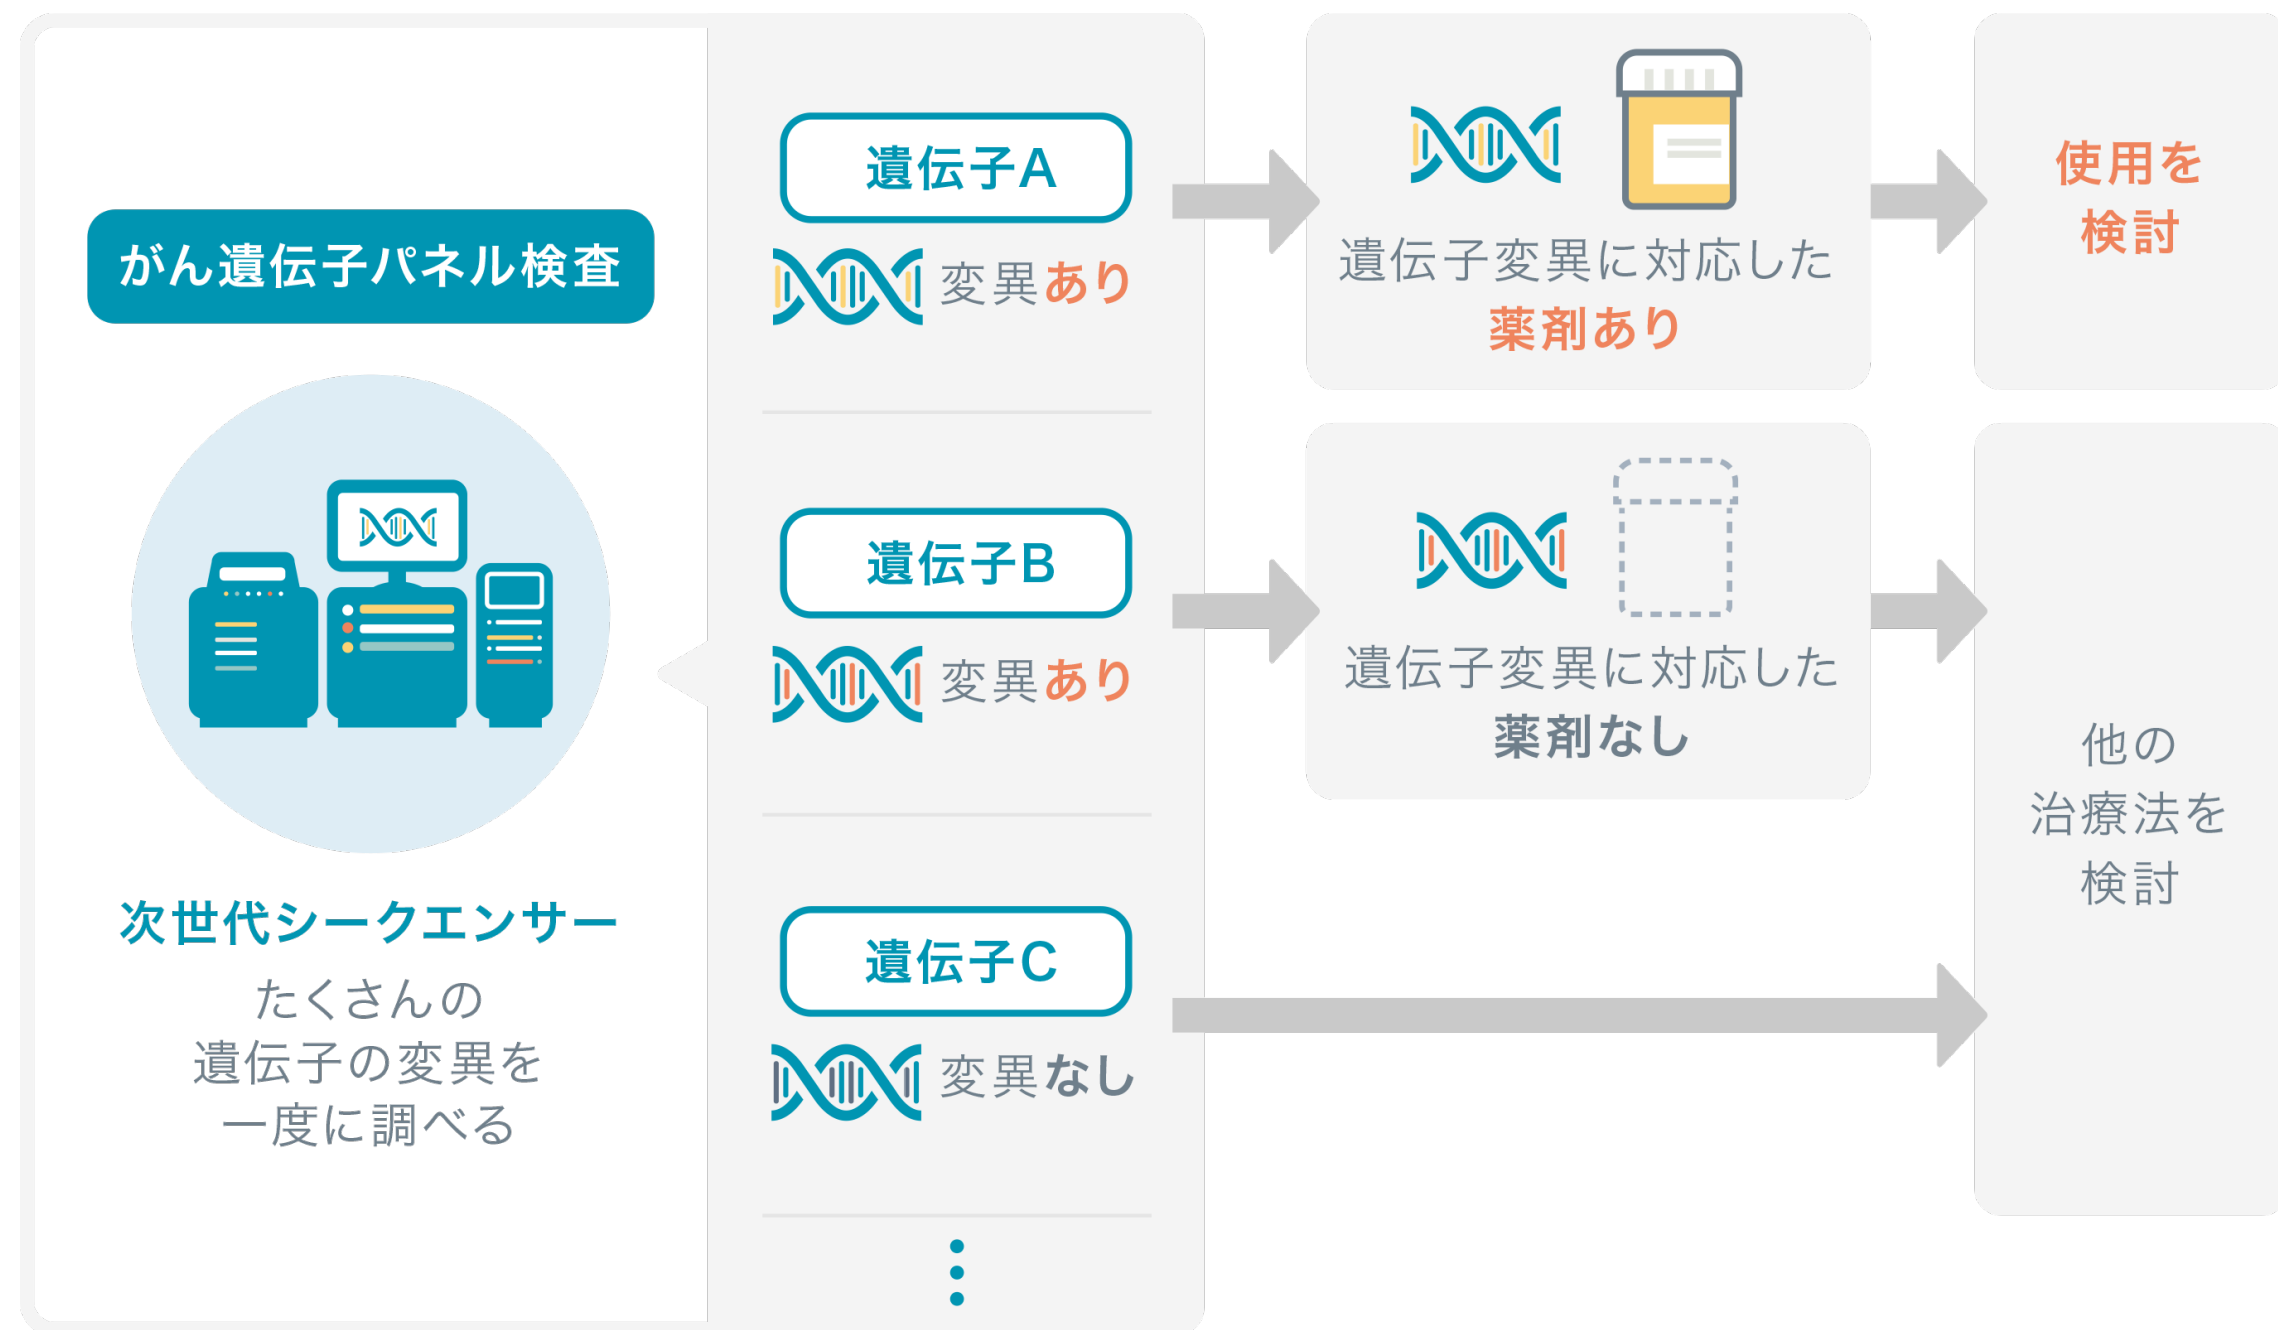 がん遺伝子パネル検査
次世代シークエンサー
たくさんの
遺伝子の変異を
一度に調べる
遺伝子A
変異あり
遺伝子変異に対応した
薬剤あり
使用を
検討
遺伝子B
変異あり
遺伝子変異に対応した
薬剤なし
遺伝子C
変異なし
他の
治療法を
検討